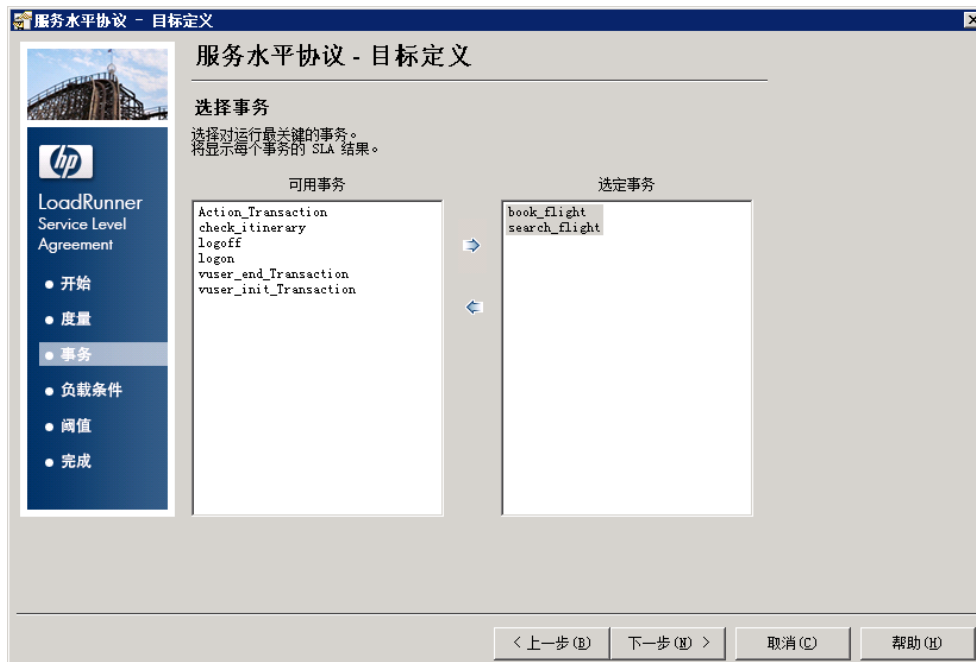 服务水平协议 - 目标定义
服务水平协议 - 目标定义
选择事务
选择对运行最关键的事务。
将显示每个事务的 SLA 结果。
hp
LoadRunner
Service Level
Agreement
开始
度量
事务
负载条件
阈值
完成
可用事务
Action_Transaction
check_itinerary
logoff
logon
vuser_end_Transaction
vuser_init_Transaction
选定事务
book_flight
search_flight
< 上一步(B)
下一步(N) >
取消(C)
帮助(H)